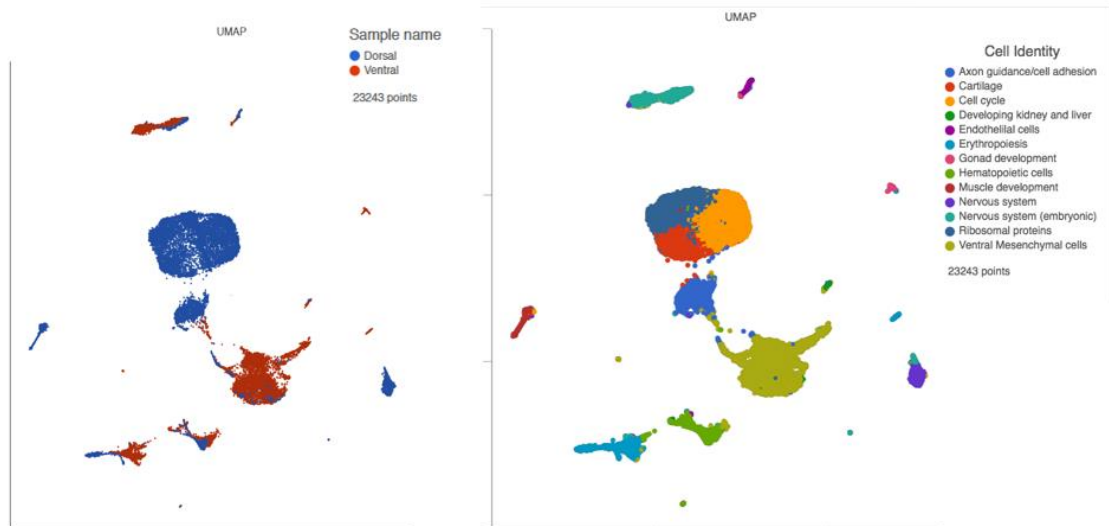 UMAP
Sample name
Dorsal
Ventral
23243 points
UMAP
Cell Identity
Axon guidance/cell adhesion
Cartilage
Cell cycle
Developing kidney and liver
Endothelilal cells
Erythropoiesis
Gonad development
Hematopoietic cells
Muscle development
Nervous system
Nervous system (embryonic)
Ribosomal proteins
Ventral Mesenchymal cells
23243 points